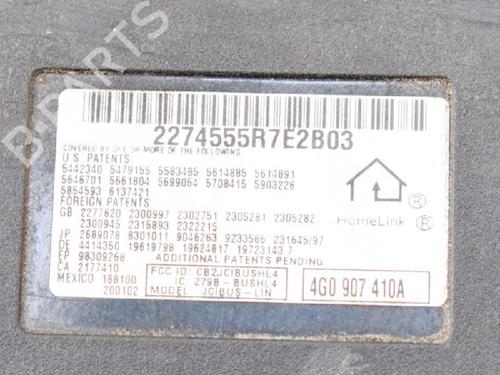 2274555R7E2B03
COVERED BY ONE OR MORE OF THE FOLLOWING
U.S. PATENTS
5442340 5479155 5583485 5614885 5614891
5646701 5661804 5699054 5708415 5903226
5854593 6137421
FOREIGN PATENTS
GB 2277620 2300997 2302751 2305281 2305282
2300945 2315893 2322215
JP 2689078 8301011 9046263 9233566 231645/97
DE 4414350 19619798 19624817 19723140.7
EP 98309268
CA 2177410
MEXICO 188100
200102
ADDITIONAL PATENTS PENDING
FCC ID: CB2JCIBUSHL4
IC: 279B-BUSHL4
MODEL: JCIBUS-LIN
HomeLink®
4G0 907 410A
B-PARTS